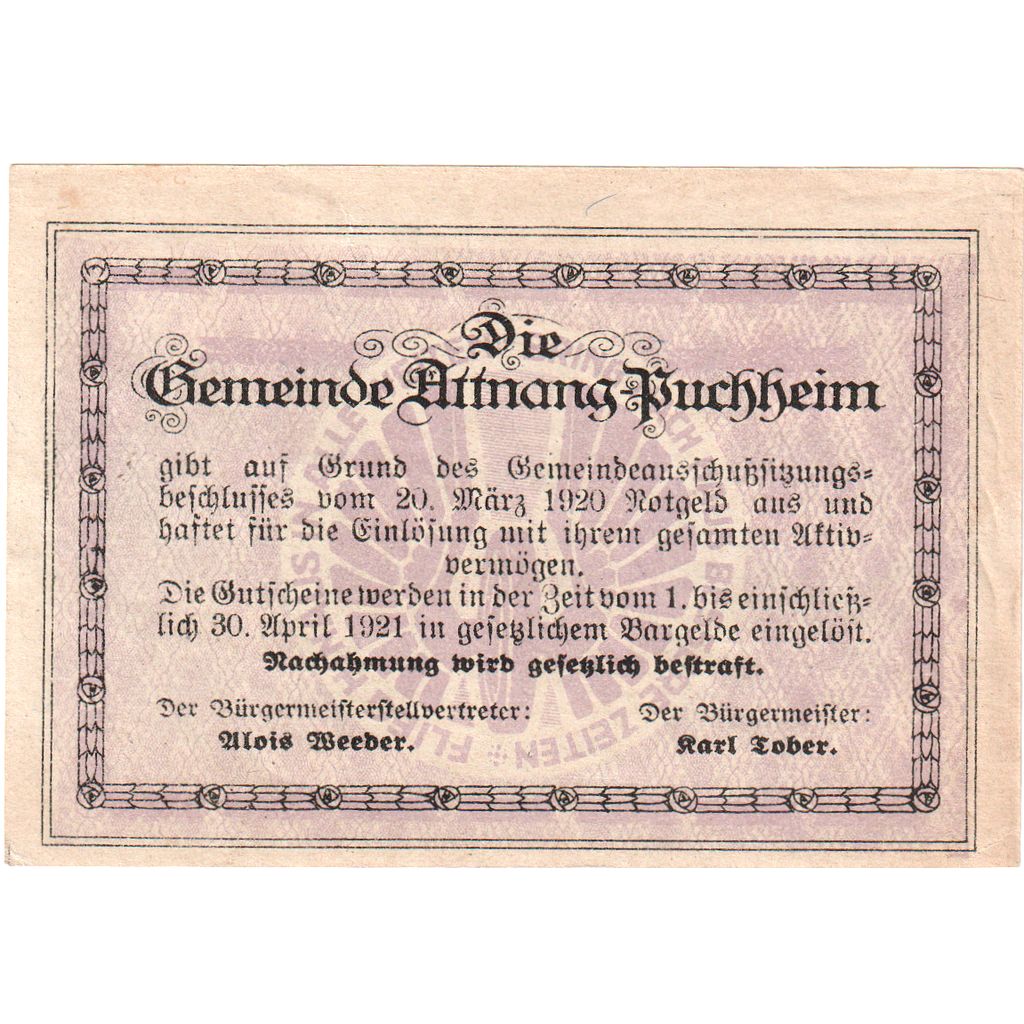 Die
Gemeinde Attnang-Puchheim
gibt auf Grund des Gemeindeausschußsitzungs-
beschlusses vom 20. März 1920 Notgeld aus und
haftet für die Einlösung mit ihrem gesamten Aktiv-
vermögen.
Die Gutscheine werden in der Zeit vom 1. bis einschließ-
lich 30. April 1921 in gesetzlichem Bargelde eingelöst.
Nachahmung wird gesetzlich bestraft.
Der Bürgermeisterstellvertreter:
Alois Weeder.
Der Bürgermeister:
Karl Tober.
ZEITEN